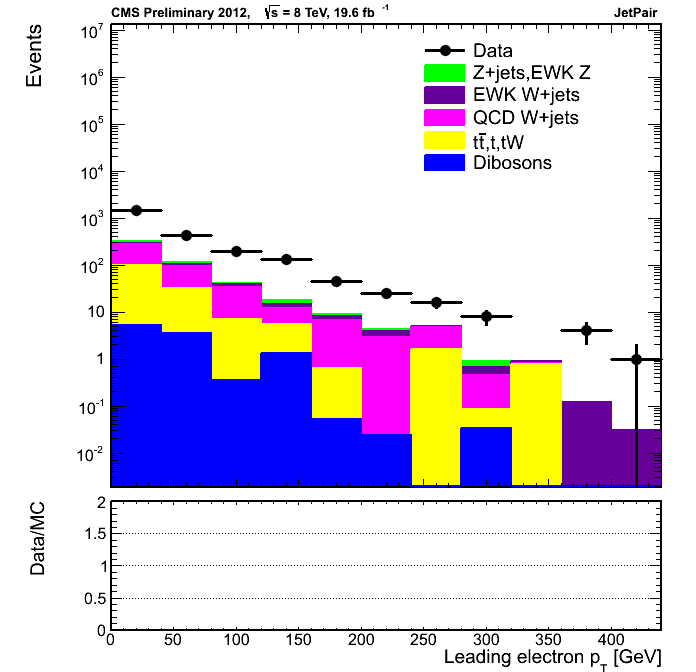 CMS Preliminary 2012, √s = 8 TeV, 19.6 fb⁻¹ JetPair
Events
10⁷
10⁶
10⁵
10⁴
10³
10²
10
1
10⁻¹
10⁻²
Data
Z+jets,EWK Z
EWK W+jets
QCD W+jets
tt̄,t,tW
Dibosons
Data/MC
2
1.5
1
0.5
0
0 50 100 150 200 250 300 350 400
Leading electron p_T [GeV]